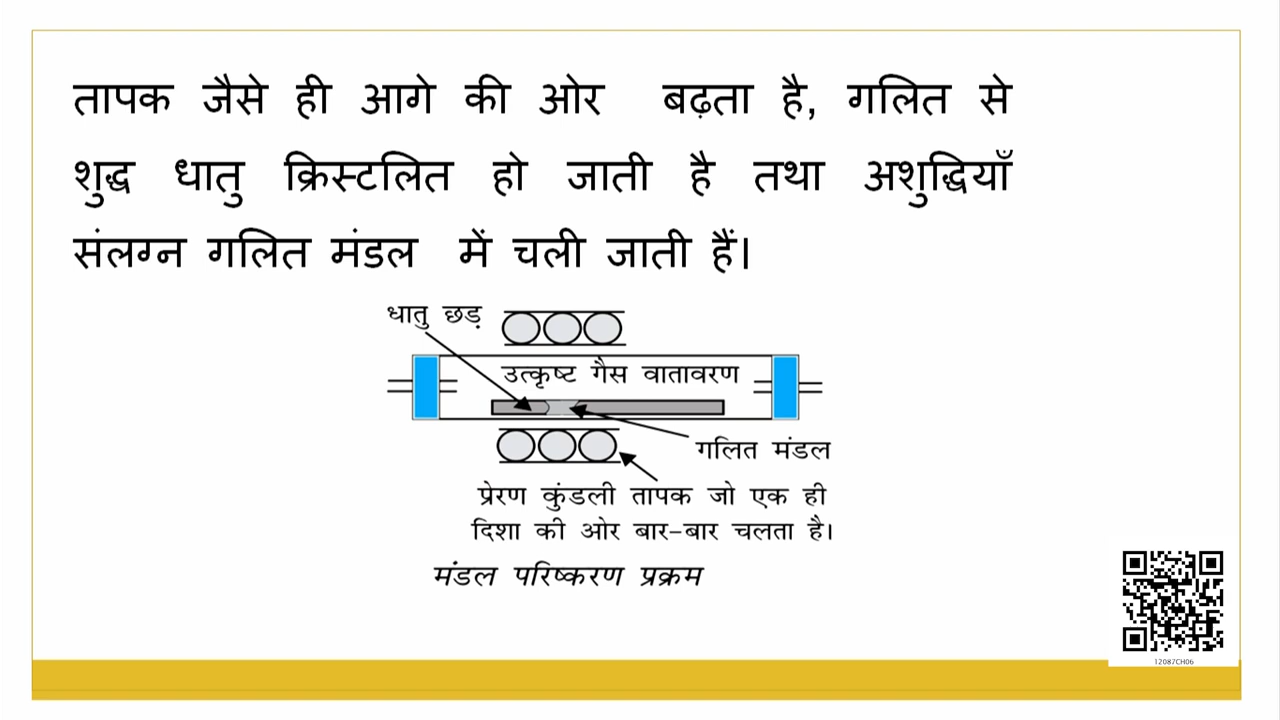 तापक जैसे ही आगे की ओर बढ़ता है, गलित से
शुद्ध धातु क्रिस्टलित हो जाती है तथा अशुद्धियाँ
संलग्न गलित मंडल में चली जाती हैं।
धातु छड़
उत्कृष्ट गैस वातावरण
गलित मंडल
प्रेरण कुंडली तापक जो एक ही
दिशा की ओर बार-बार चलता है।
मंडल परिष्करण प्रक्रम
12087CH06